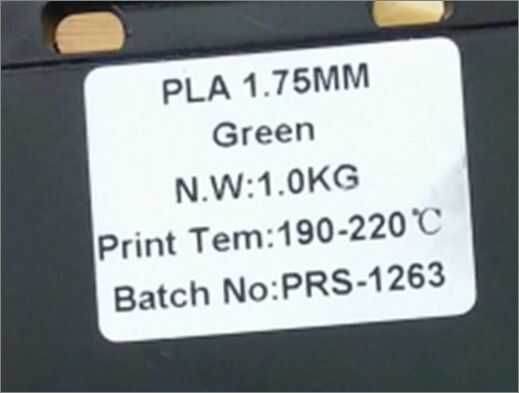 PLA 1.75MM
Green
N.W:1.0KG
Print Tem:190-220℃
Batch No:PRS-1263